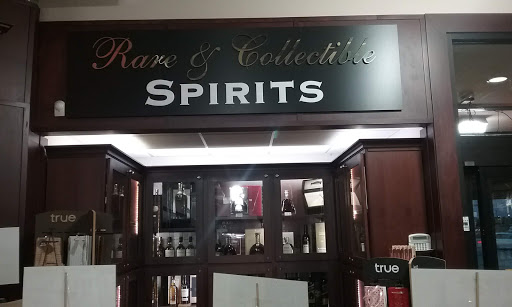 Rare & Collectible
SPIRITS
true
true